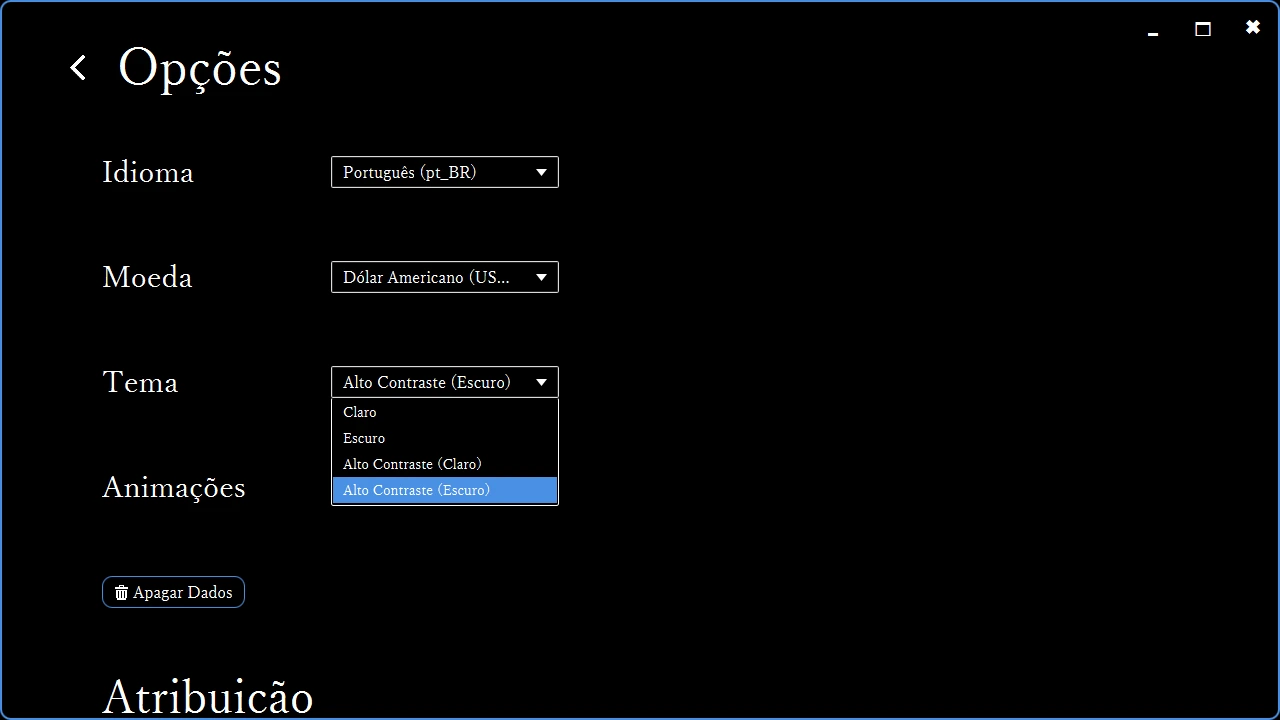 Opções
Idioma
Português (pt_BR)
Moeda
Dólar Americano (US...
Tema
Alto Contraste (Escuro)
Claro
Escuro
Alto Contraste (Claro)
Alto Contraste (Escuro)
Animações
Apagar Dados
Atribuição